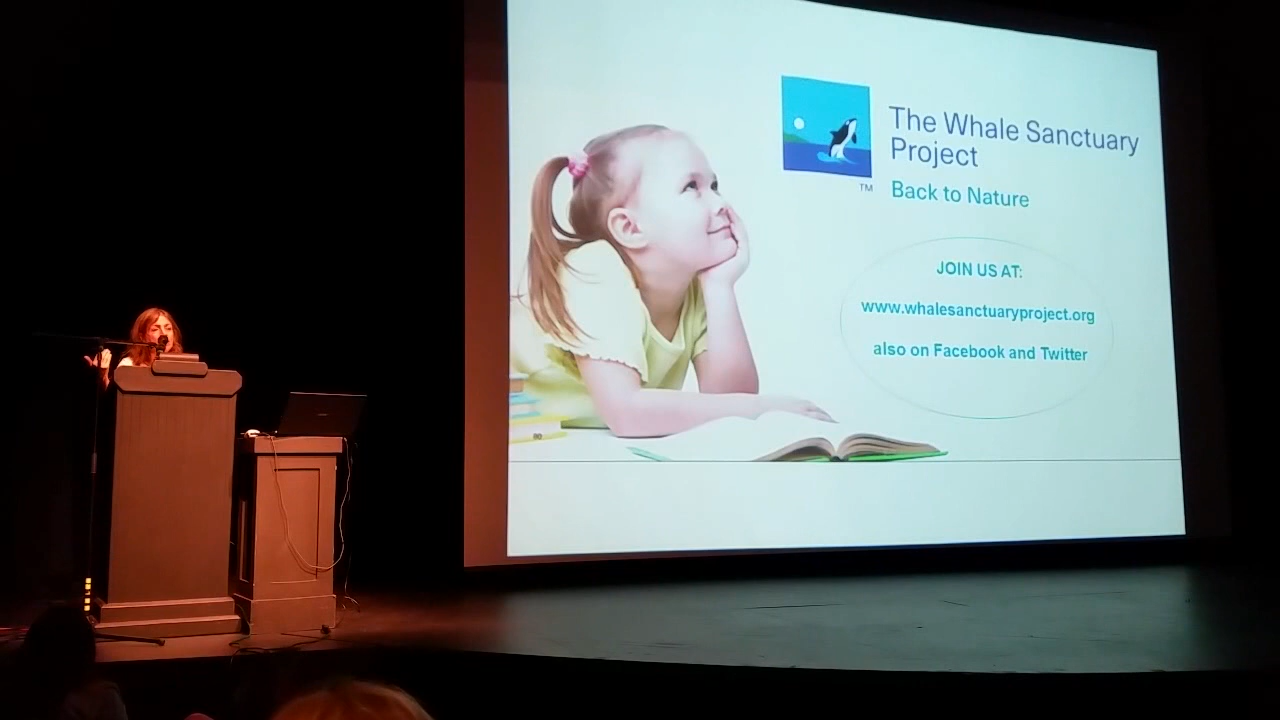 The Whale Sanctuary
Project
TM
Back to Nature
JOIN US AT:
www.whalesanctuaryproject.org
also on Facebook and Twitter